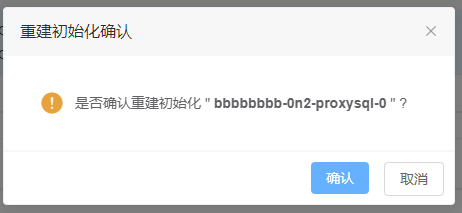 重建初始化确认
是否确认重建初始化 " bbbbbbbb-0n2-proxysql-0 " ?
确认
取消